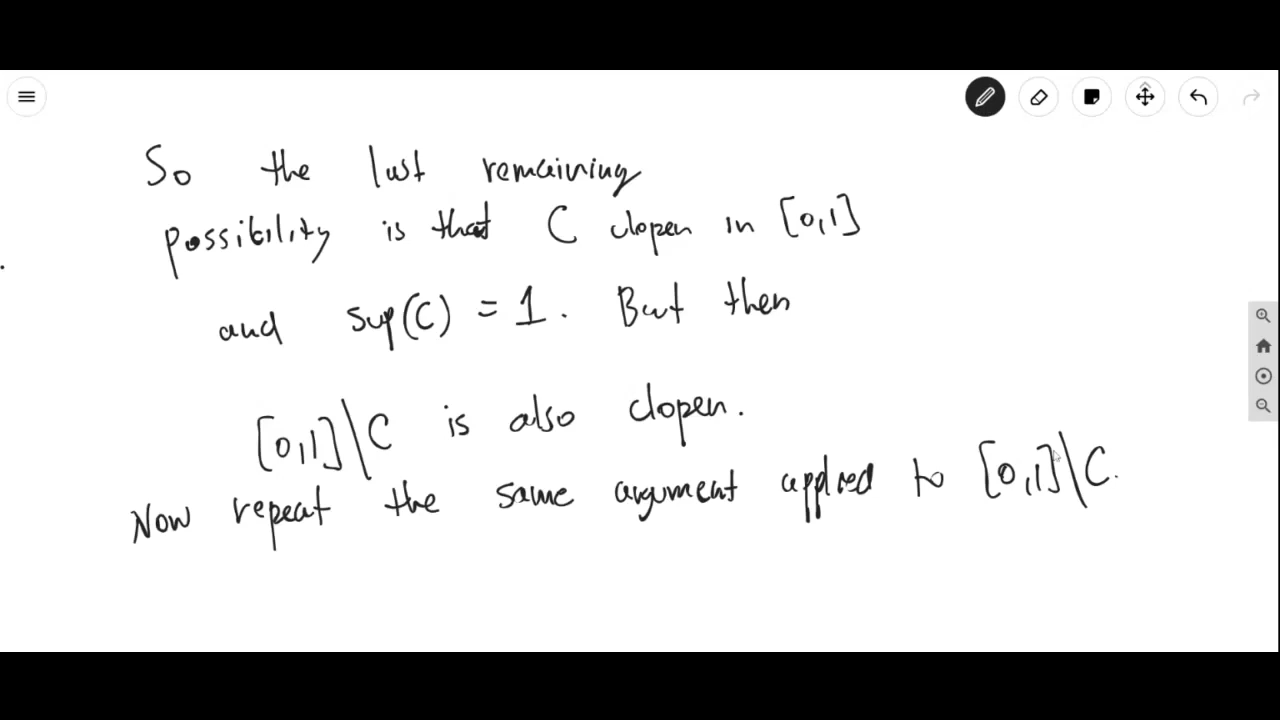 So the last remaining
possibility is that C clopen in [0,1]
and sup(C) = 1. But then
[0,1]\C is also clopen.
Now repeat the same argument applied to [0,1]\C.